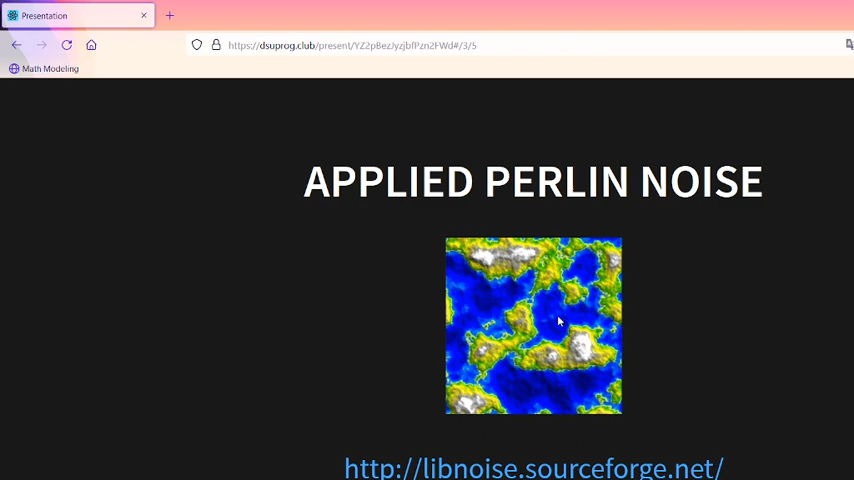 Presentation
https://dsuprog.club/present/YZ2pBezJyzjbfPzn2FWd#/3/5
Math Modeling
APPLIED PERLIN NOISE
http://libnoise.sourceforge.net/